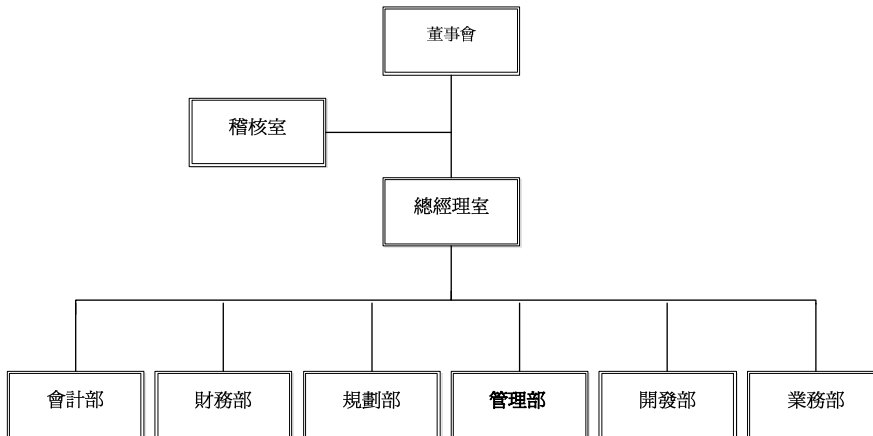 董事會
稽核室
總經理室
會計部
財務部
規劃部
管理部
開發部
業務部